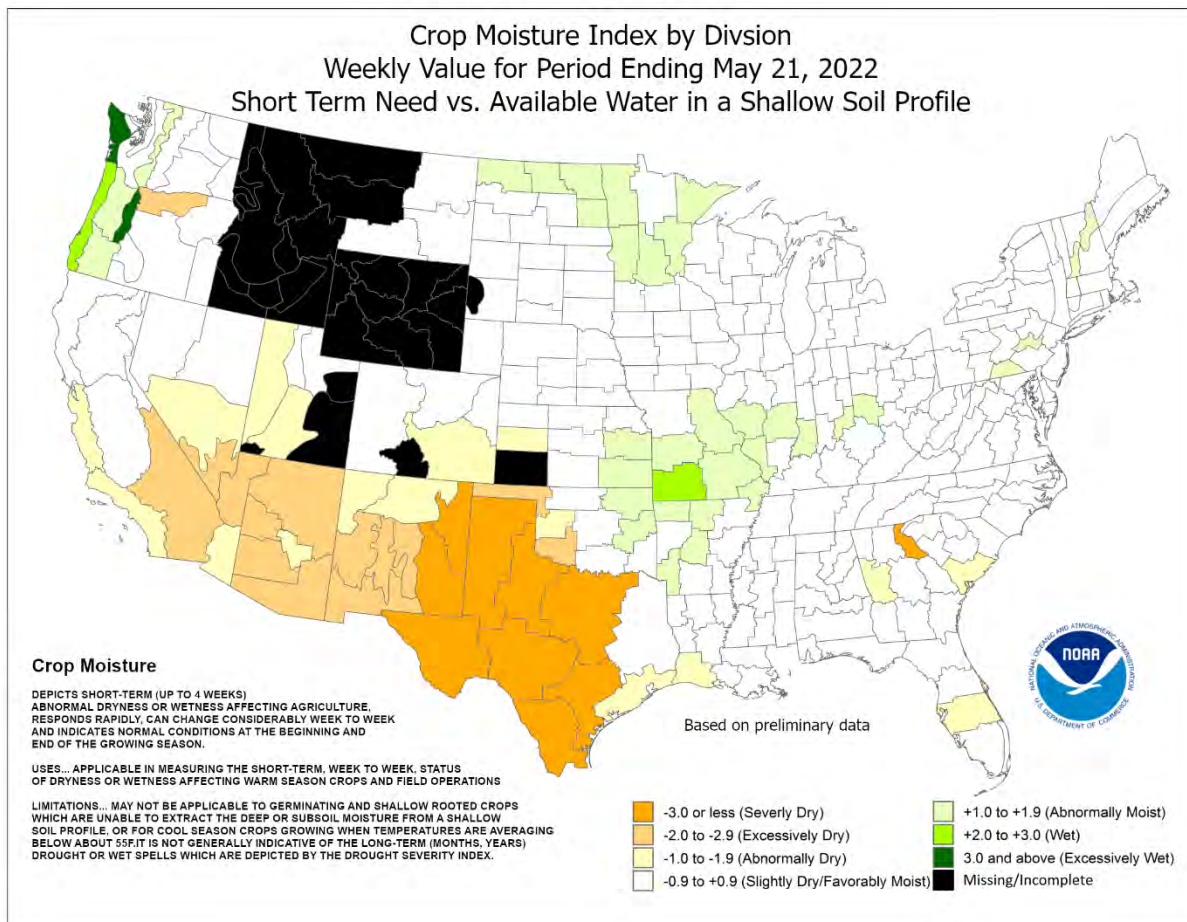 Crop Moisture Index by Divsion
Weekly Value for Period Ending May 21, 2022
Short Term Need vs. Available Water in a Shallow Soil Profile
Crop Moisture
DEPICTS SHORT-TERM (UP TO 4 WEEKS)
ABNORMAL DRYNESS OR WETNESS AFFECTING AGRICULTURE,
RESPONDS RAPIDLY, CAN CHANGE CONSIDERABLY WEEK TO WEEK
AND INDICATES NORMAL CONDITIONS AT THE BEGINNING AND
END OF THE GROWING SEASON.
USES... APPLICABLE IN MEASURING THE SHORT-TERM, WEEK TO WEEK, STATUS
OF DRYNESS OR WETNESS AFFECTING WARM SEASON CROPS AND FIELD OPERATIONS
LIMITATIONS... MAY NOT BE APPLICABLE TO GERMINATING AND SHALLOW ROOTED CROPS
WHICH ARE UNABLE TO EXTRACT THE DEEP OR SUBSOIL MOISTURE FROM A SHALLOW
SOIL PROFILE, OR FOR COOL SEASON CROPS GROWING WHEN TEMPERATURES ARE AVERAGING
BELOW ABOUT 55F.IT IS NOT GENERALLY INDICATIVE OF THE LONG-TERM (MONTHS, YEARS)
DROUGHT OR WET SPELLS WHICH ARE DEPICTED BY THE DROUGHT SEVERITY INDEX.
Based on preliminary data
NATIONAL OCEANIC AND ATMOSPHERIC ADMINISTRATION
NOAA
U.S. DEPARTMENT OF COMMERCE
-3.0 or less (Severly Dry)
-2.0 to -2.9 (Excessively Dry)
-1.0 to -1.9 (Abnormally Dry)
-0.9 to +0.9 (Slightly Dry/Favorably Moist)
+1.0 to +1.9 (Abnormally Moist)
+2.0 to +3.0 (Wet)
3.0 and above (Excessively Wet)
Missing/Incomplete